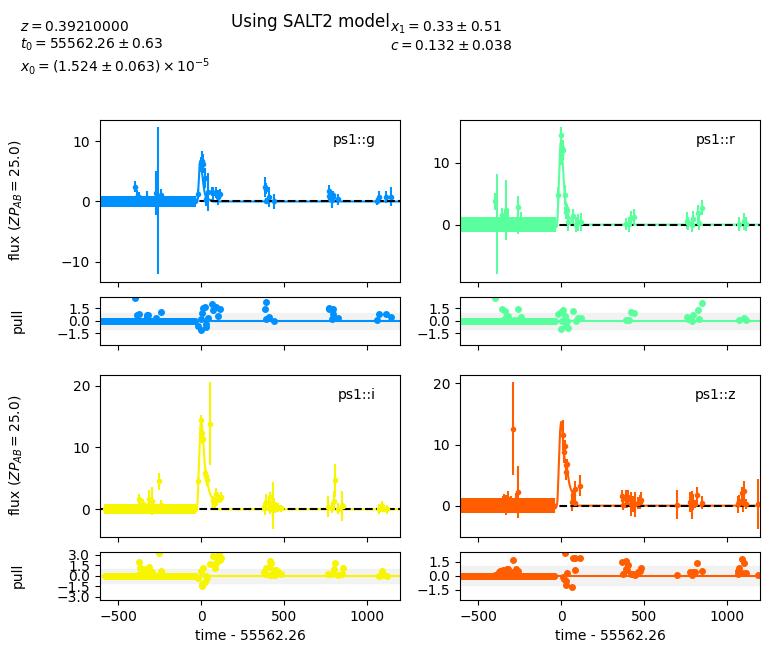 Using SALT2 model
z = 0.39210000
t₀ = 55562.26 ± 0.63
x₀ = (1.524 ± 0.063) × 10⁻⁵
x₁ = 0.33 ± 0.51
c = 0.132 ± 0.038
ps1::g
flux (ZP_AB = 25.0)
10
0
−10
ps1::r
10
0
pull
1.5
0.0
−1.5
1.5
0.0
−1.5
ps1::i
flux (ZP_AB = 25.0)
20
10
0
ps1::z
20
10
0
pull
3.0
1.5
0.0
−1.5
−3.0
1.5
0.0
−1.5
−500 0 500 1000
time - 55562.26
−500 0 500 1000
time - 55562.26